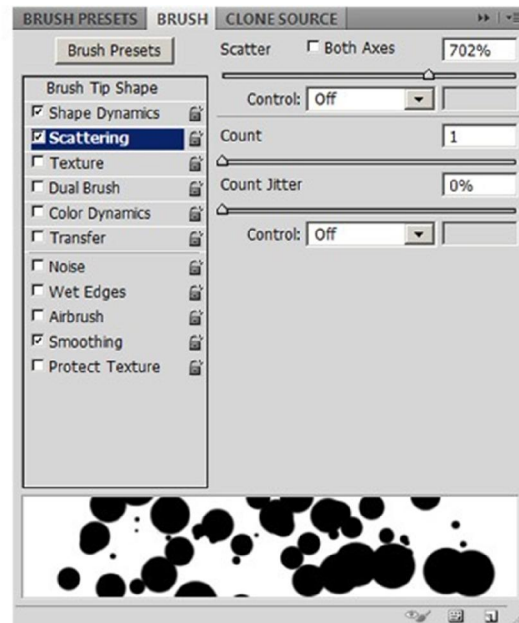 BRUSH PRESETS BRUSH CLONE SOURCE
Brush Presets
Brush Tip Shape
Shape Dynamics
Scattering
Texture
Dual Brush
Color Dynamics
Transfer
Noise
Wet Edges
Airbrush
Smoothing
Protect Texture
Scatter Both Axes 702%
Control: Off
Count 1
Count Jitter 0%
Control: Off